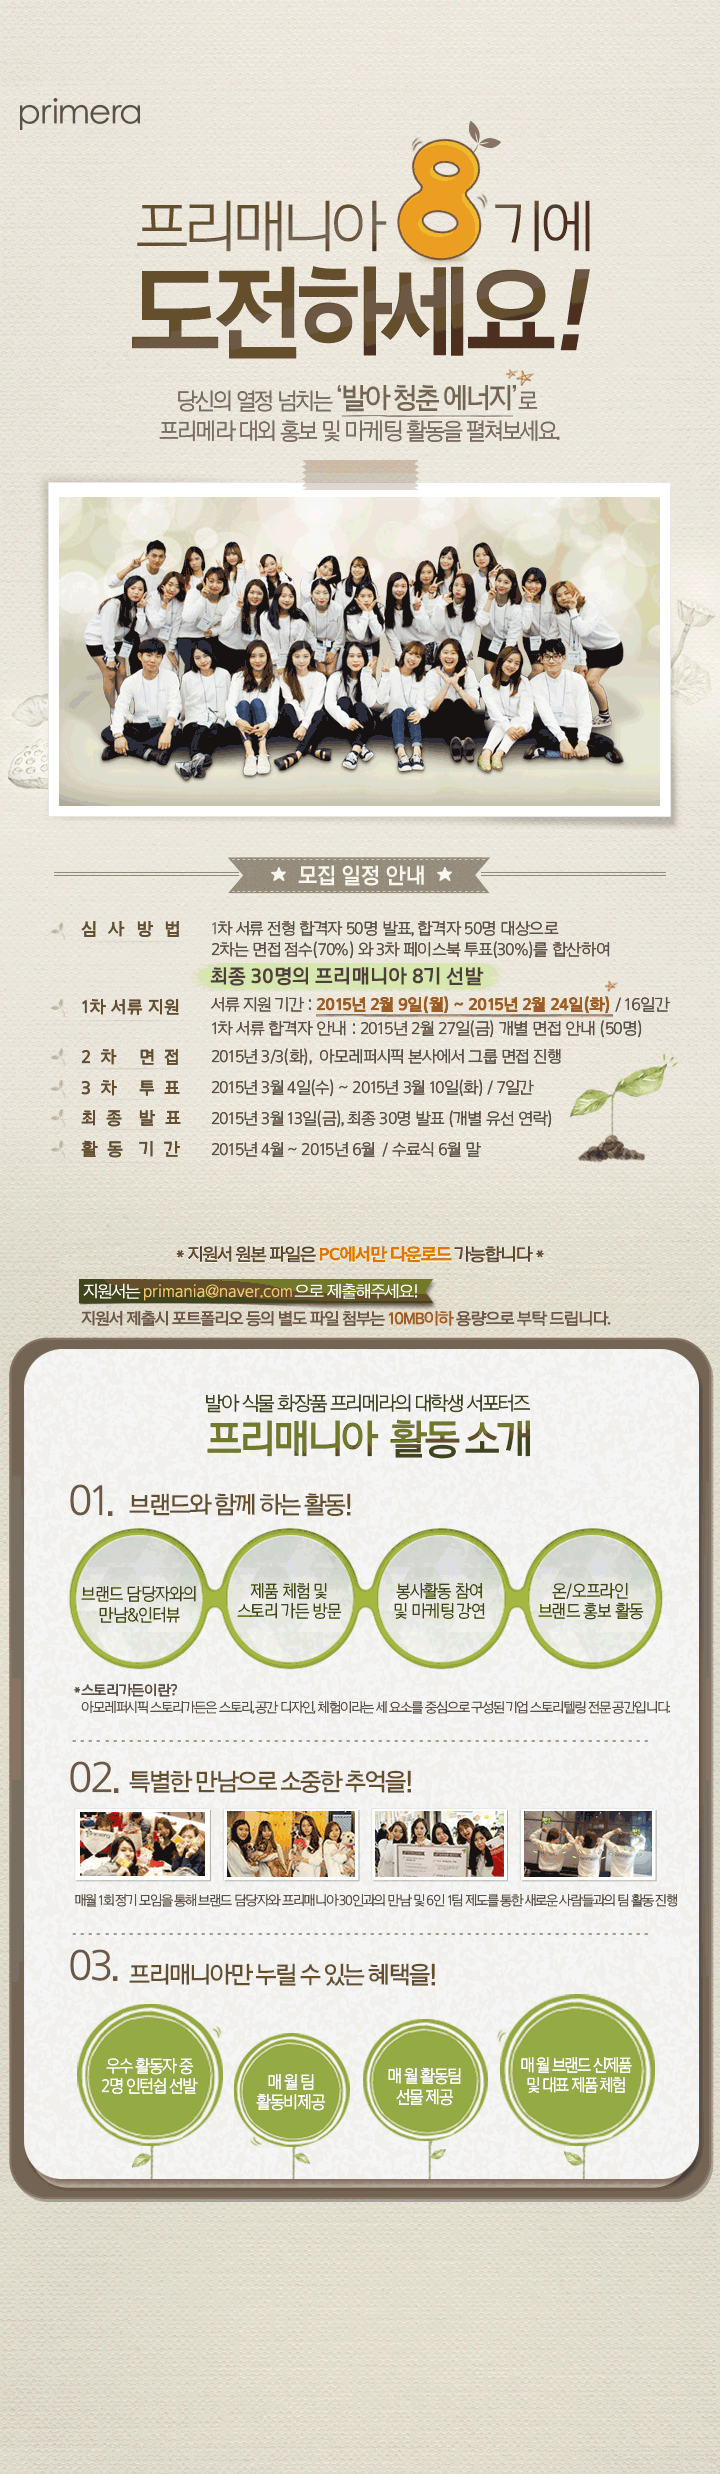 primera
프리매니아 8기에
도전하세요!
당신의 열정 넘치는 '발아 청춘 에너지'로
프리메라 대외 홍보 및 마케팅 활동을 펼쳐보세요.
★ 모집 일정 안내 ★
심 사 방 법
1차 서류 전형 합격자 50명 발표, 합격자 50명 대상으로
2차는 면접 점수(70%) 와 3차 페이스북 투표(30%)를 합산하여
최종 30명의 프리매니아 8기 선발
1차 서류 지원
서류 지원 기간 : 2015년 2월 9일(월) ~ 2015년 2월 24일(화) / 16일간
1차 서류 합격자 안내 : 2015년 2월 27일(금) 개별 면접 안내 (50명)
2 차 면 접
2015년 3/3(화), 아모레퍼시픽 본사에서 그룹 면접 진행
3 차 투 표
2015년 3월 4일(수) ~ 2015년 3월 10일(화) / 7일간
최 종 발 표
2015년 3월 13일(금), 최종 30명 발표 (개별 유선 연락)
활 동 기 간
2015년 4월 ~ 2015년 6월 / 수료식 6월 말
* 지원서 원본 파일은 PC에서만 다운로드 가능합니다 *
지원서는 primania@naver.com 으로 제출해주세요!
지원서 제출시 포트폴리오 등의 별도 파일 첨부는 10MB이하 용량으로 부탁 드립니다.
발아 식물 화장품 프리메라의 대학생 서포터즈
프리매니아 활동 소개
01. 브랜드와 함께 하는 활동!
브랜드 담당자와의
만남&인터뷰
제품 체험 및
스토리 가든 방문
봉사활동 참여
및 마케팅 강연
온/오프라인
브랜드 홍보 활동
*스토리가든이란?
아모레퍼시픽 스토리가든은 스토리, 공간 디자인, 체험이라는 세 요소를 중심으로 구성된 기업 스토리텔링 전문 공간입니다.
02. 특별한 만남으로 소중한 추억을!
primera
매월 1회 정기 모임을 통해 브랜드 담당자와 프리매니아 30인과의 만남 및 6인 1팀 제도를 통한 새로운 사람들과의 팀 활동 진행
03. 프리매니아만 누릴 수 있는 혜택을!
우수 활동자 중
2명 인턴쉽 선발
매 월 팀
활동비제공
매 월 활동팀
선물 제공
매 월 브랜드 신제품
및 대표 제품 체험